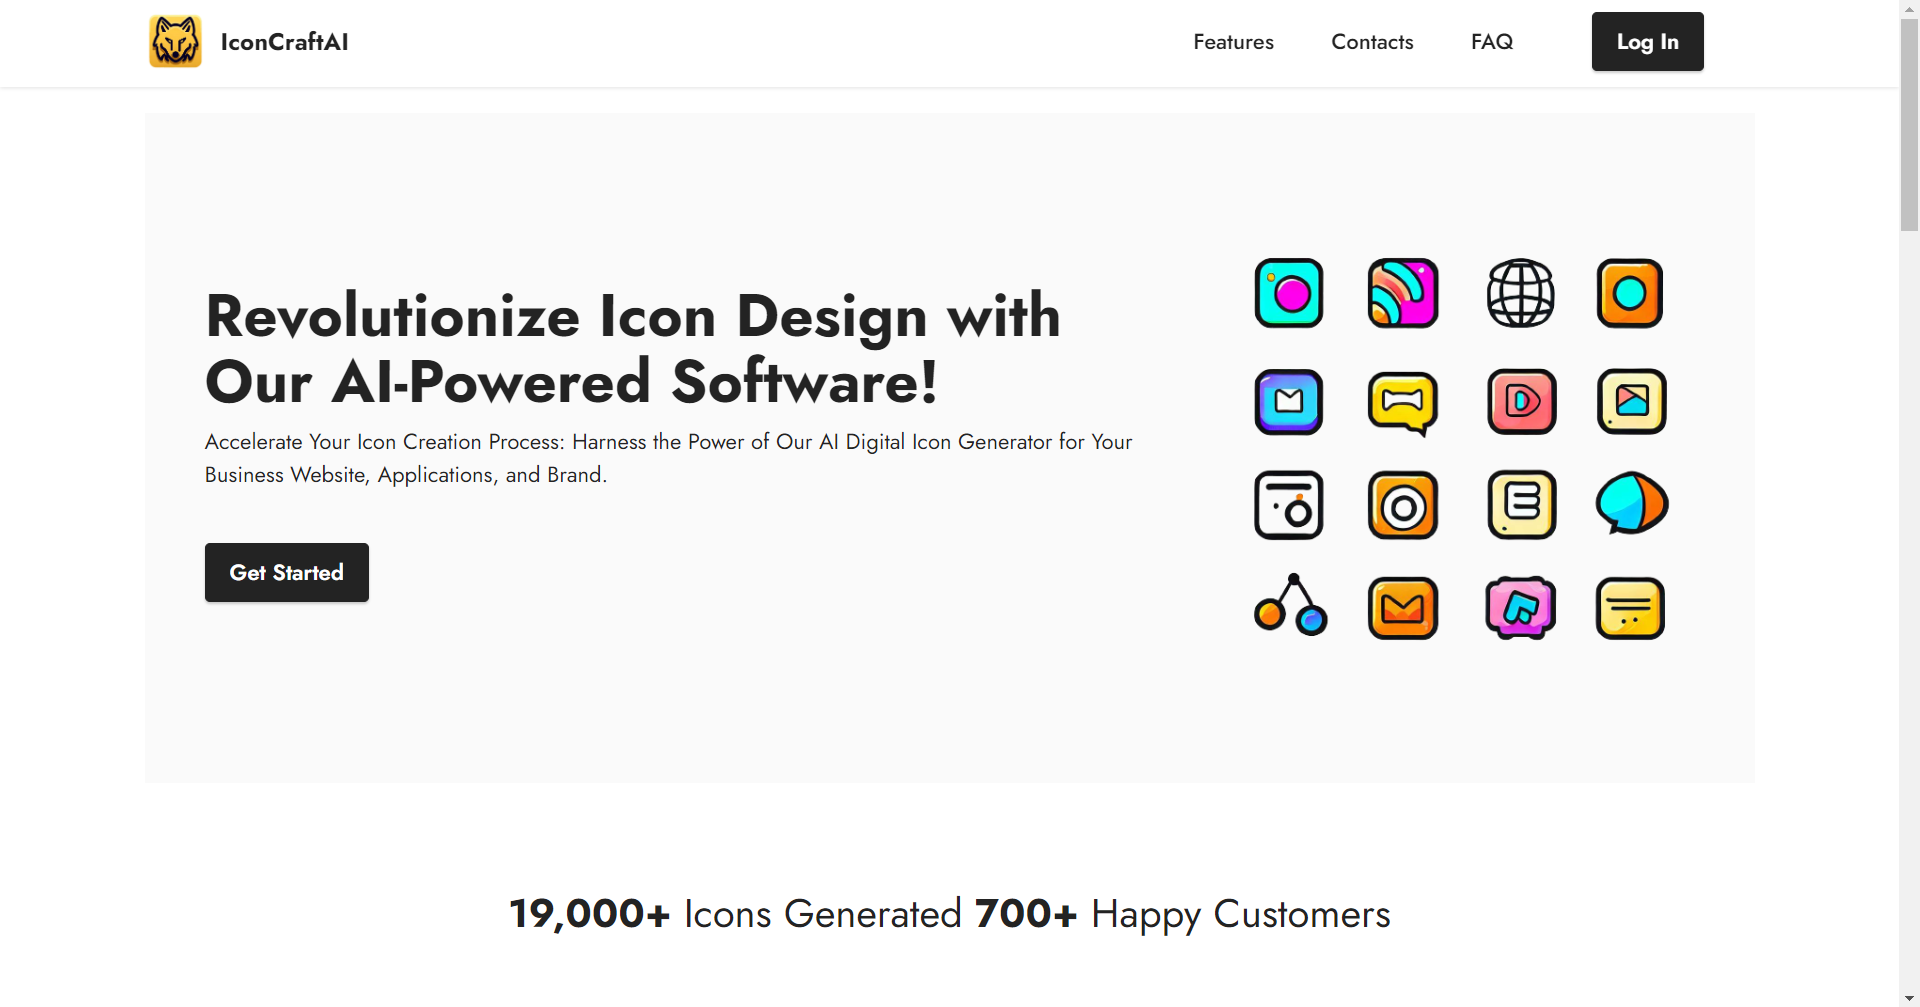 IconCraftAI
Features
Contacts
FAQ
Log In
Revolutionize Icon Design with
Our AI-Powered Software!
Accelerate Your Icon Creation Process: Harness the Power of Our AI Digital Icon Generator for Your
Business Website, Applications, and Brand.
Get Started
19,000+ Icons Generated 700+ Happy Customers